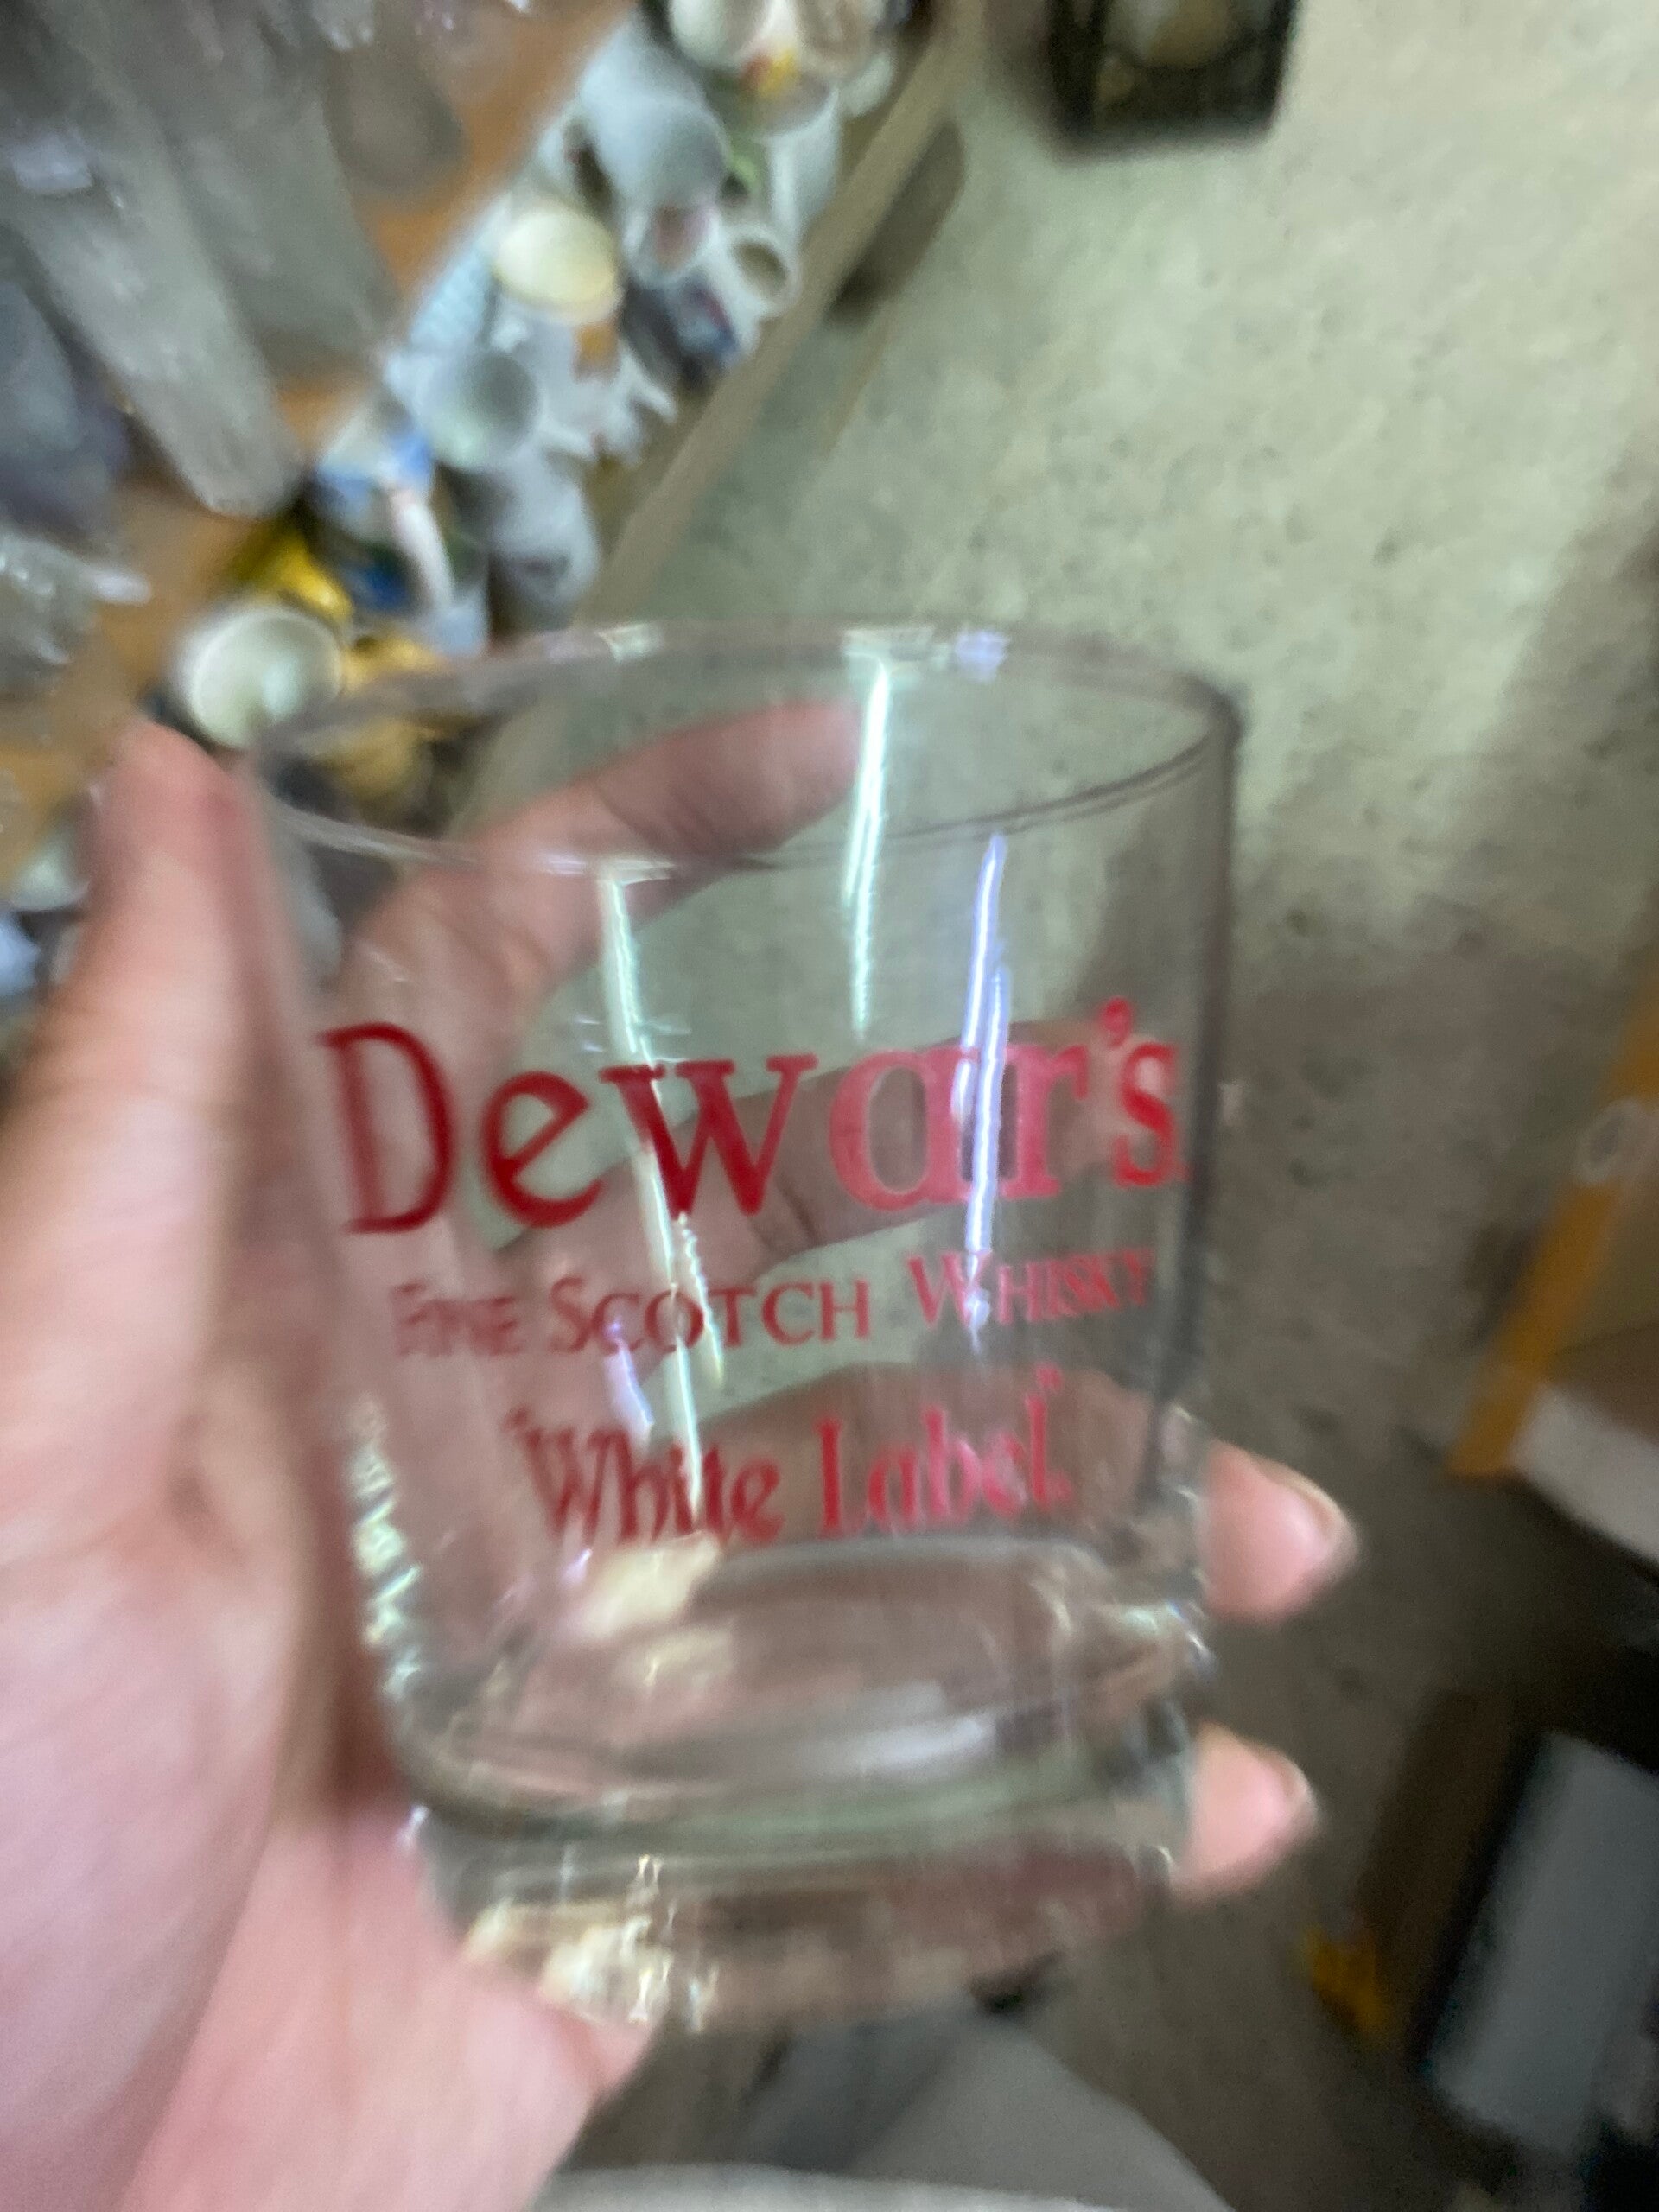 Dewar's.
FINE SCOTCH WHISKY
"White Label"